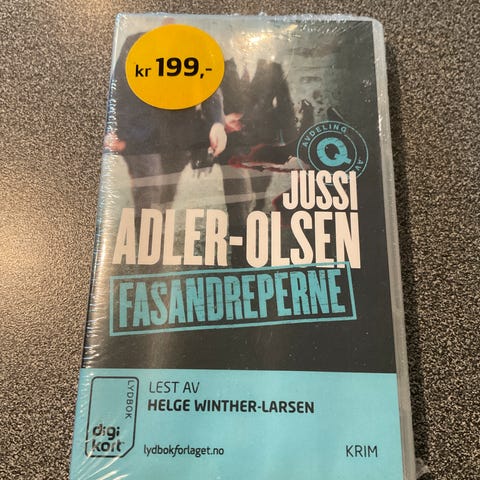 kr 199,-
AVDELING
Q
JUSSI
ADLER-OLSEN
FASANDREPERNE
LYDBOK
digi
kort
LEST AV
HELGE WINTHER-LARSEN
lydbokforlaget.no
KRIM